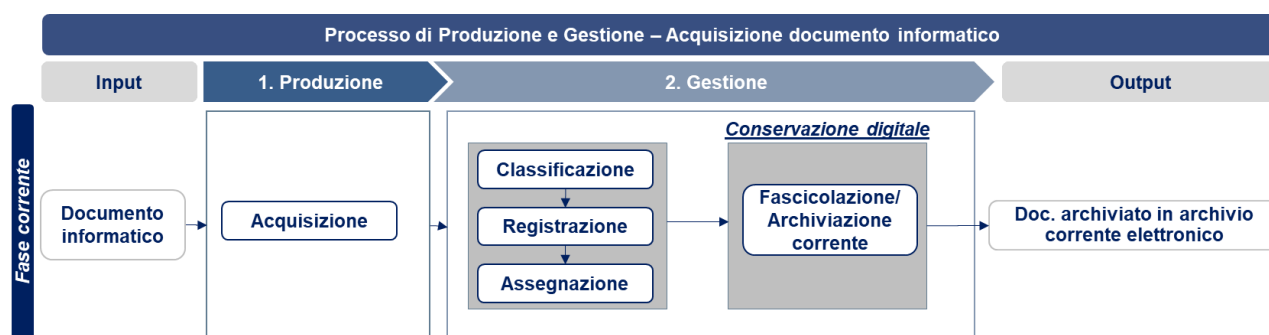 Processo di Produzione e Gestione – Acquisizione documento informatico
Input
1. Produzione
2. Gestione
Output
Fase corrente
Documento
informatico
Acquisizione
Classificazione
Registrazione
Assegnazione
Conservazione digitale
Fascicolazione/
Archiviazione
corrente
Doc. archiviato in archivio
corrente elettronico